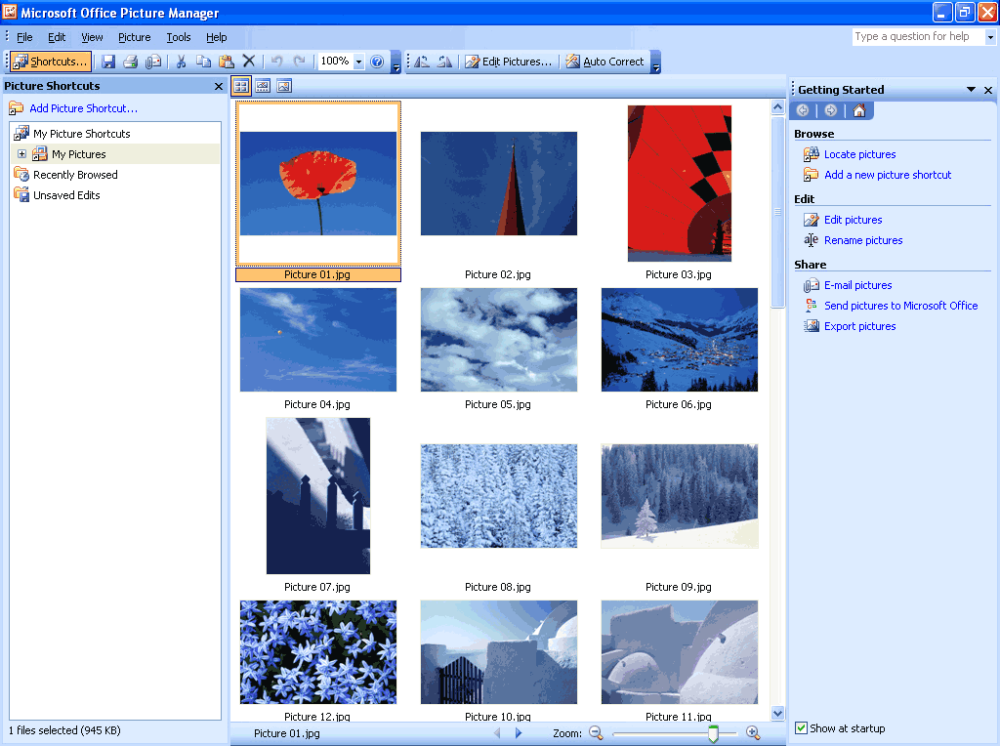 Microsoft Office Picture Manager
File Edit View Picture Tools Help
Type a question for help
Shortcuts...
100%
Edit Pictures...
Auto Correct
Picture Shortcuts
Add Picture Shortcut...
My Picture Shortcuts
My Pictures
Recently Browsed
Unsaved Edits
1 files selected (945 KB)
Picture 01.jpg
Picture 02.jpg
Picture 03.jpg
Picture 04.jpg
Picture 05.jpg
Picture 06.jpg
Picture 07.jpg
Picture 08.jpg
Picture 09.jpg
Picture 12.jpg
Picture 10.jpg
Picture 11.jpg
Picture 01.jpg
Zoom:
Getting Started
Browse
Locate pictures
Add a new picture shortcut
Edit
Edit pictures
Rename pictures
Share
E-mail pictures
Send pictures to Microsoft Office
Export pictures
Show at startup